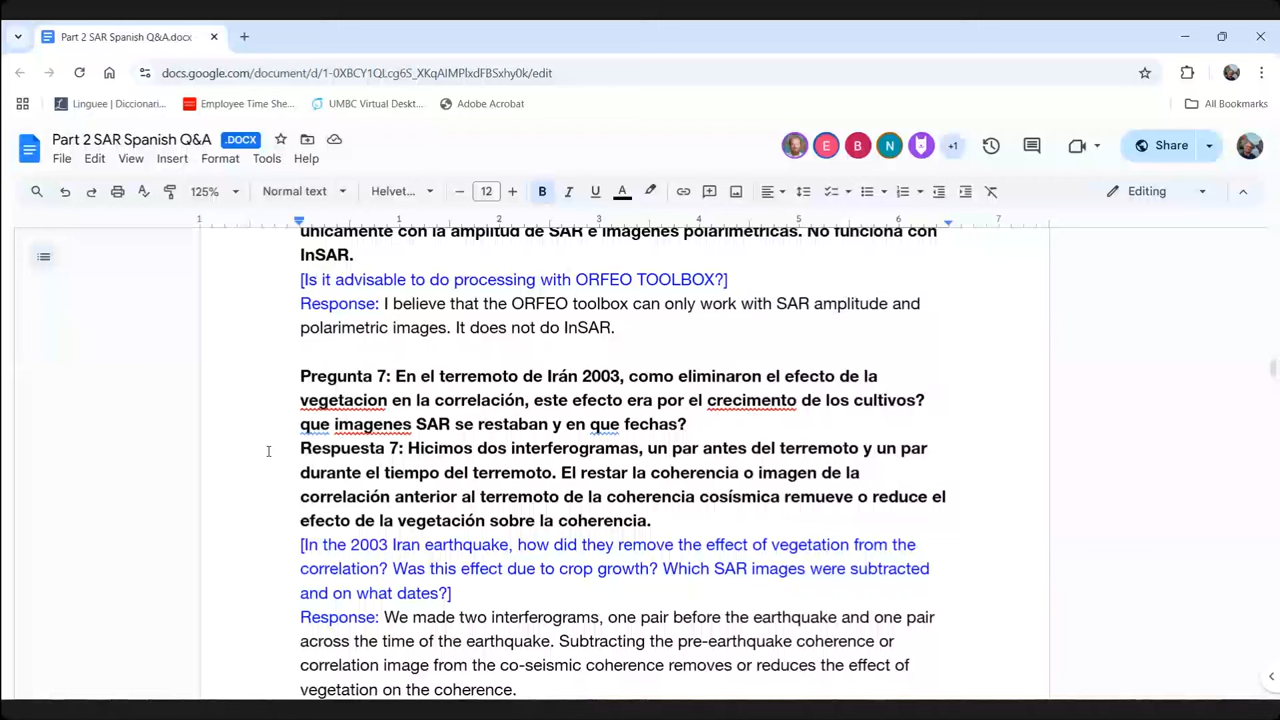 Part 2 SAR Spanish Q&A.docx
docs.google.com/document/d/1-0XBCY1QLcg6S_XKqAIMPlxdFBSxhy0k/edit
Linguee | Diccionari... Employee Time She... UMBC Virtual Deskt... Adobe Acrobat All Bookmarks
Part 2 SAR Spanish Q&A .DOCX
E B N +1 Share
File Edit View Insert Format Tools Help
125% Normal text Helvet... 12 B I U A Editing
1 1 2 3 4 5 6 7
únicamente con la amplitud de SAR e imágenes polarimétricas. No funciona con
InSAR.
[Is it advisable to do processing with ORFEO TOOLBOX?]
Response: I believe that the ORFEO toolbox can only work with SAR amplitude and
polarimetric images. It does not do InSAR.
Pregunta 7: En el terremoto de Irán 2003, como eliminaron el efecto de la
vegetacion en la correlación, este efecto era por el crecimento de los cultivos?
que imagenes SAR se restaban y en que fechas?
Respuesta 7: Hicimos dos interferogramas, un par antes del terremoto y un par
durante el tiempo del terremoto. El restar la coherencia o imagen de la
correlación anterior al terremoto de la coherencia cosísmica remueve o reduce el
efecto de la vegetación sobre la coherencia.
[In the 2003 Iran earthquake, how did they remove the effect of vegetation from the
correlation? Was this effect due to crop growth? Which SAR images were subtracted
and on what dates?]
Response: We made two interferograms, one pair before the earthquake and one pair
across the time of the earthquake. Subtracting the pre-earthquake coherence or
correlation image from the co-seismic coherence removes or reduces the effect of
vegetation on the coherence.